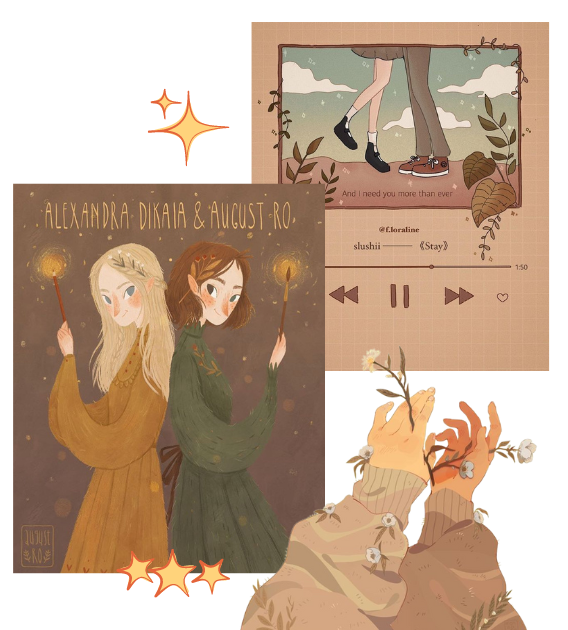 And I need you more than ever
@f.loraline
slushii ——— 《Stay》
1:50
ALEXANDRA DIKAIA & AUGUST RO
AUGUST
RO